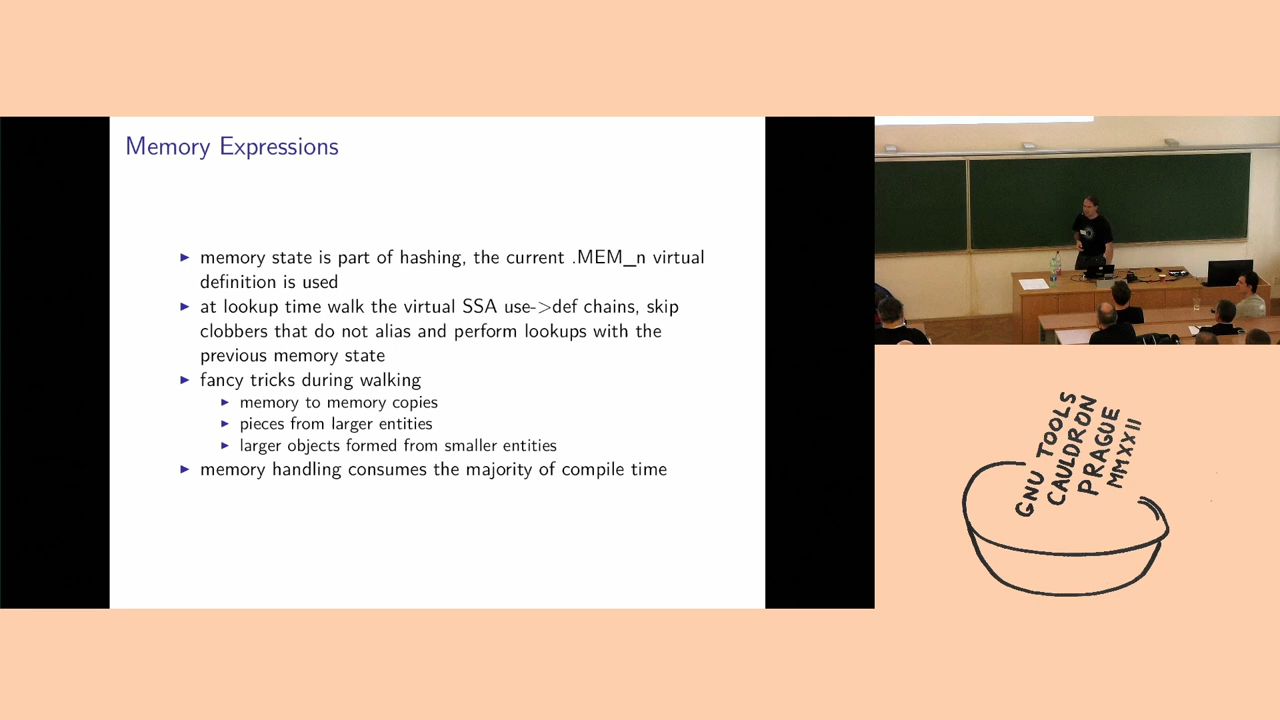 Memory Expressions
▶ memory state is part of hashing, the current .MEM_n virtual
definition is used
▶ at lookup time walk the virtual SSA use->def chains, skip
clobbers that do not alias and perform lookups with the
previous memory state
▶ fancy tricks during walking
▶ memory to memory copies
▶ pieces from larger entities
▶ larger objects formed from smaller entities
▶ memory handling consumes the majority of compile time
GNU TOOLS
CAULDRON
PRAGUE
MMXXII